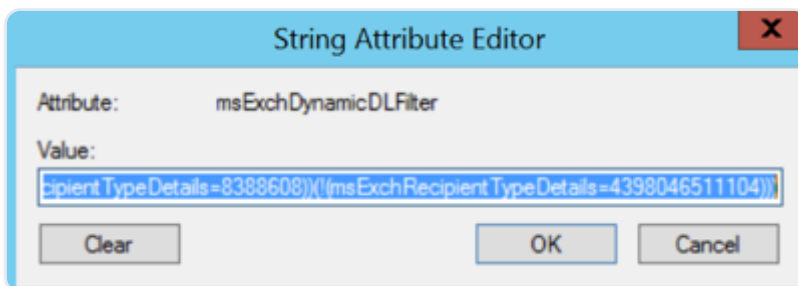 String Attribute Editor
X
Attribute: msExchDynamicDLFilter
Value:
cipientTypeDetails=8388608))(!(msExchRecipientTypeDetails=4398046511104)))
Clear OK Cancel